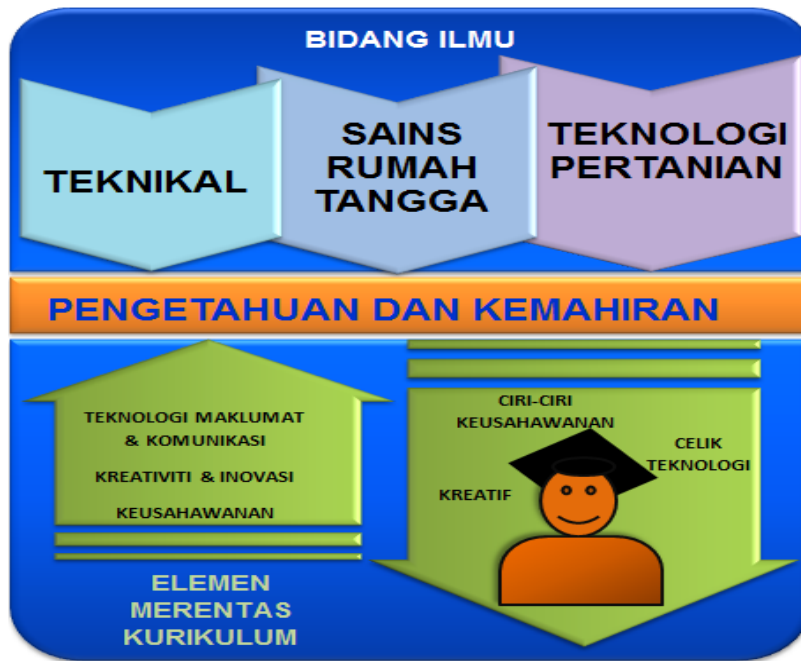 BIDANG ILMU
TEKNIKAL
SAINS
RUMAH
TANGGA
TEKNOLOGI
PERTANIAN
PENGETAHUAN DAN KEMAHIRAN
TEKNOLOGI MAKLUMAT
& KOMUNIKASI
KREATIVITI & INOVASI
KEUSAHAWANAN
ELEMEN
MERENTAS
KURIKULUM
CIRI-CIRI
KEUSAHAWANAN
CELIK
TEKNOLOGI
KREATIF